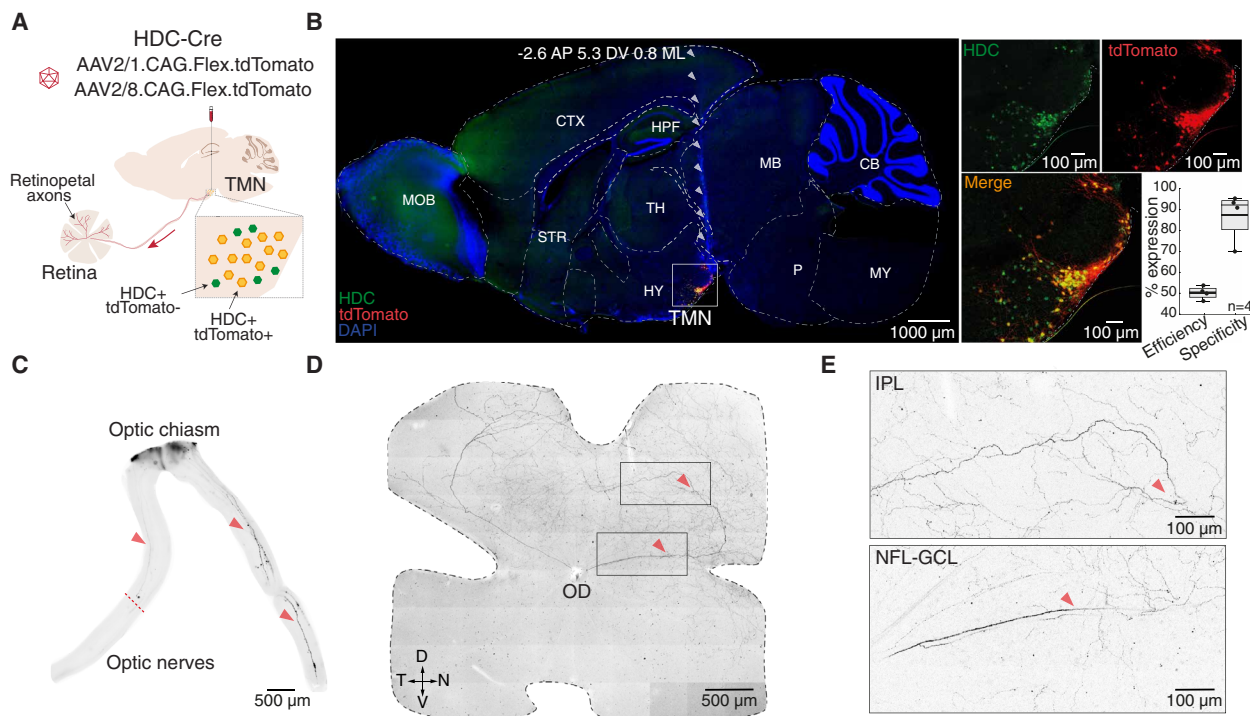 A
HDC-Cre
AAV2/1.CAG.Flex.tdTomato
AAV2/8.CAG.Flex.tdTomato
TMN
Retinopetal
axons
Retina
HDC+
tdTomato-
HDC+
tdTomato+
B
-2.6 AP 5.3 DV 0.8 ML
CTX
HPF
MB
CB
MOB
TH
STR
P
MY
HY
HDC
tdTomato
DAPI
TMN
1000 µm
HDC
100 µm
tdTomato
100 µm
Merge
100 µm
% expression
100
90
80
70
60
50
40
n=4
Efficiency
Specificity
C
Optic chiasm
Optic nerves
500 µm
D
OD
D
T
N
V
500 µm
E
IPL
100 µm
NFL-GCL
100 µm